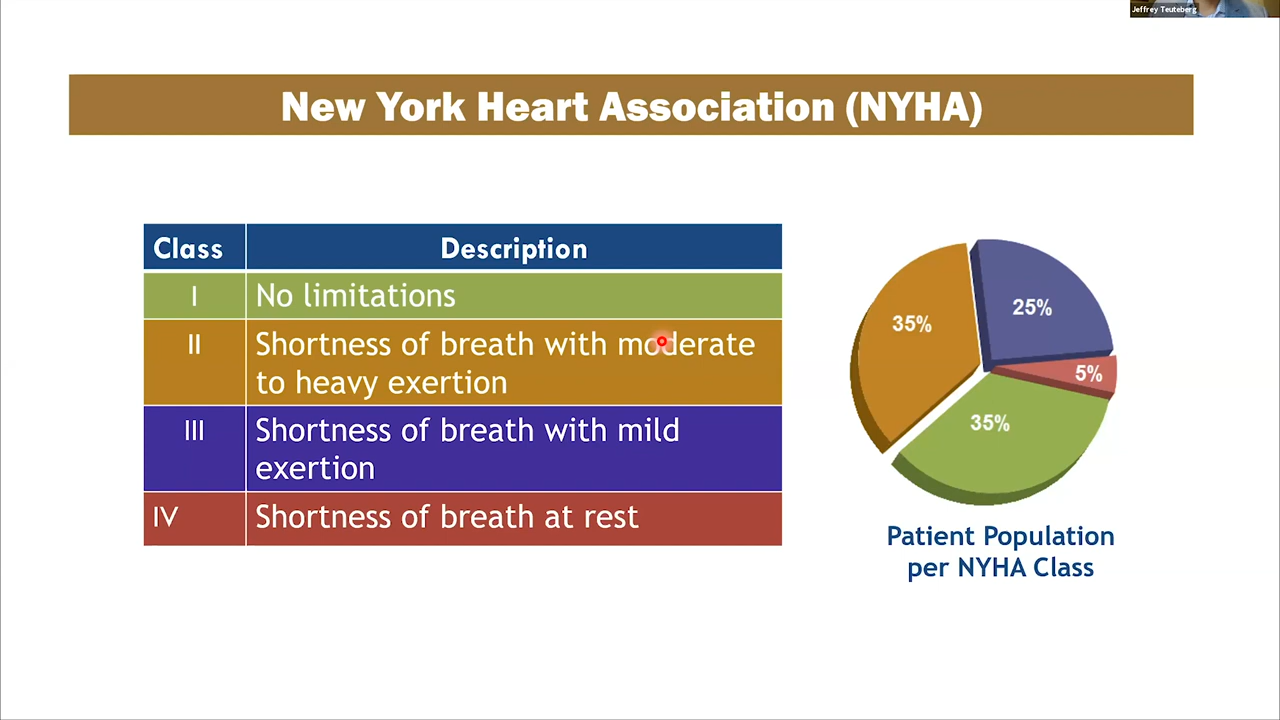 Jeffrey Teuteberg
New York Heart Association (NYHA)
Class Description
I No limitations
II Shortness of breath with moderate
to heavy exertion
III Shortness of breath with mild
exertion
IV Shortness of breath at rest
35%
25%
5%
35%
Patient Population
per NYHA Class